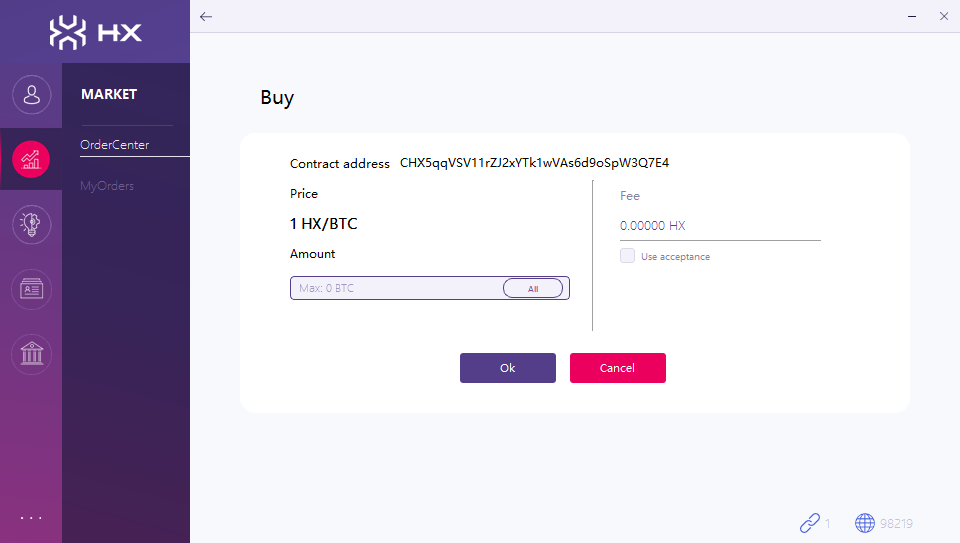 HX
MARKET
OrderCenter
MyOrders
Buy
Contract address CHX5qqVSV11rZJ2xYTk1wVAs6d9oSpW3Q7E4
Price
1 HX/BTC
Amount
Max: 0 BTC
All
Fee
0.00000 HX
Use acceptance
Ok
Cancel
1
98219